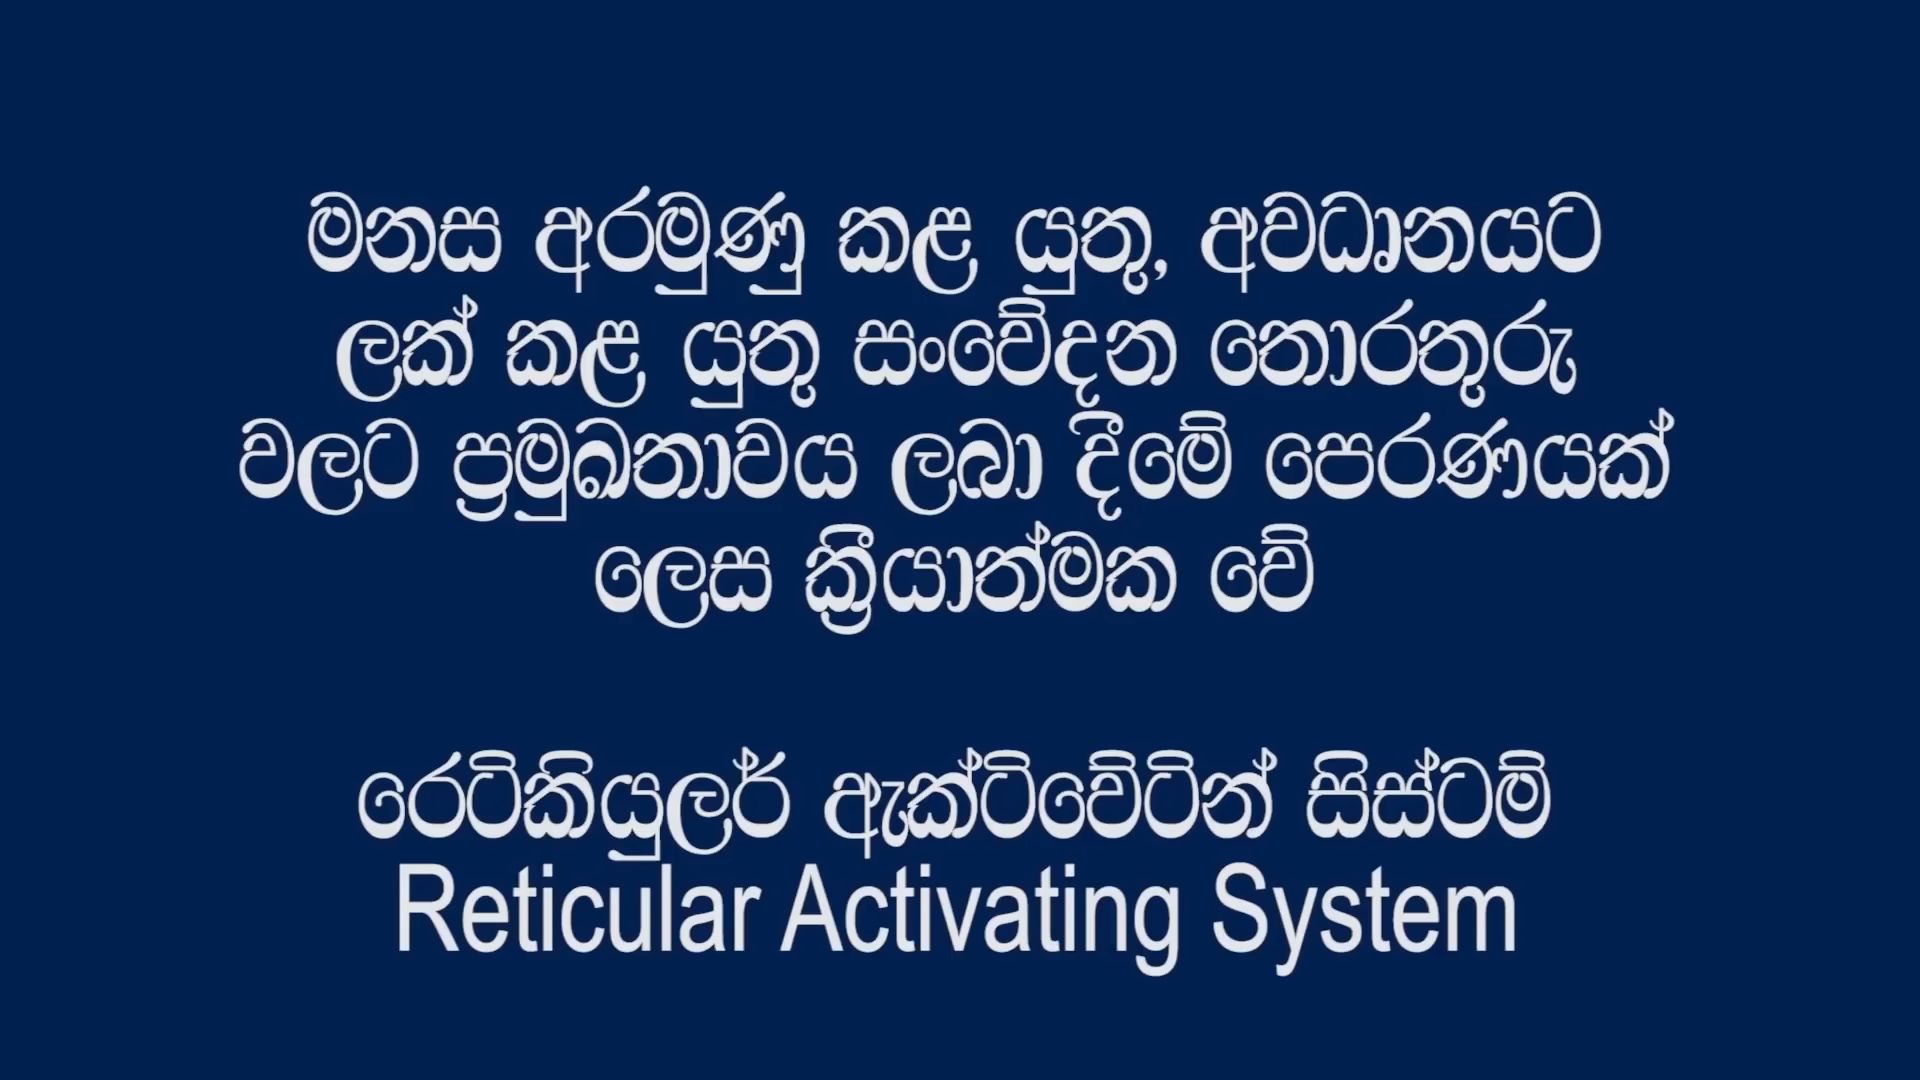 මනස අරමුණු කළ යුතු, අවධෘනයට
ලක් කළ යුතු සංවේදන තොරතුරු
වලට ප්‍රමුඛතාවය ලබා දීමේ පෙරණයක්
ලෙස ක්‍රීයාත්මක වේ
රෙටිකියුලර් ඇක්ටිවේටින් සිස්ටම්
Reticular Activating System